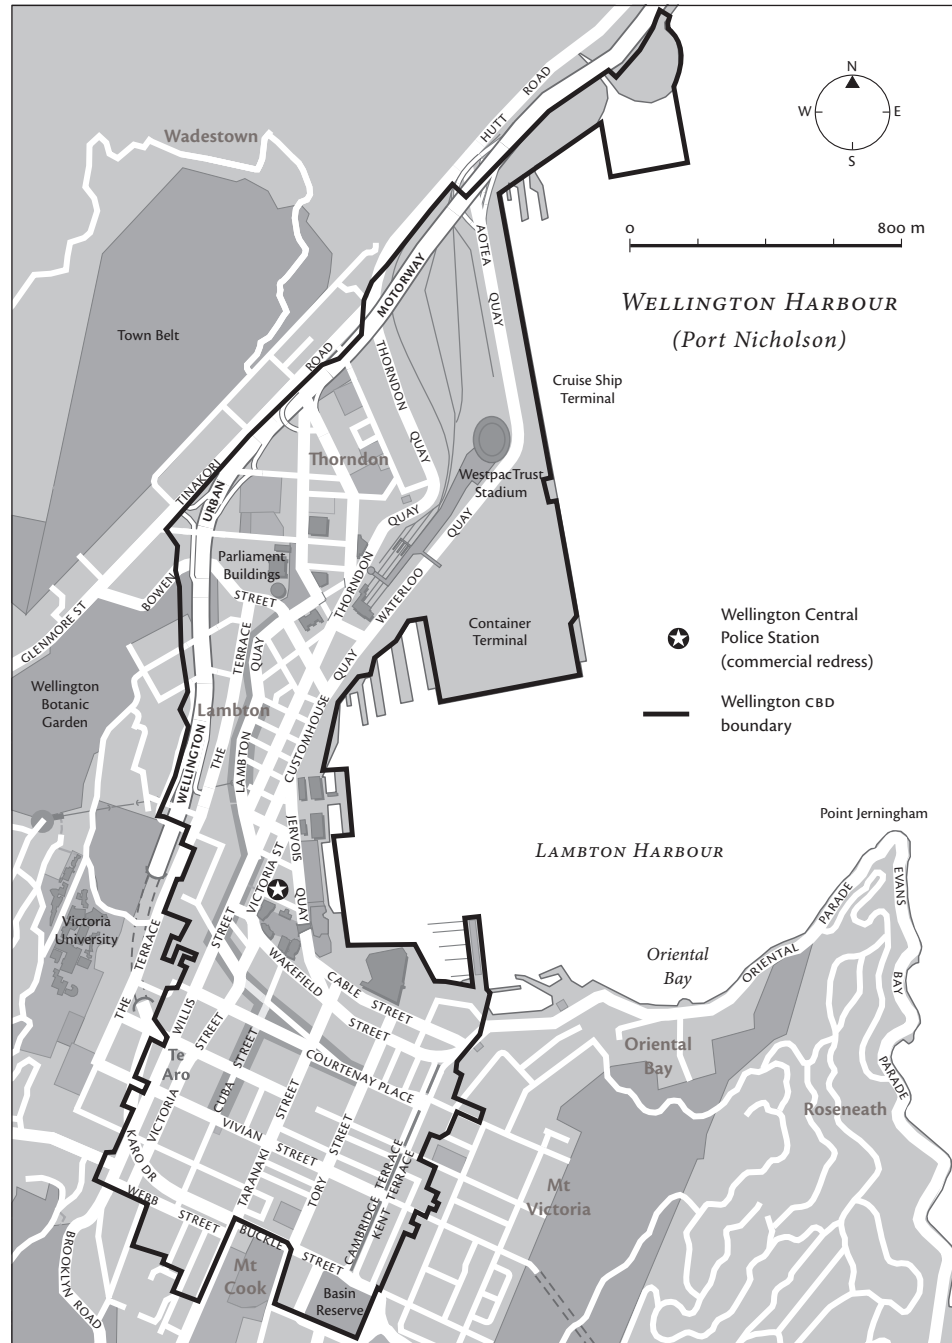 N
W
E
S
HUTT ROAD
Wadestown
0
800 m
AOTEA QUAY
MOTORWAY
WELLINGTON HARBOUR
(Port Nicholson)
Town Belt
ROAD
THORNDON QUAY
Cruise Ship
Terminal
Thorndon
TINAKORI
URBAN
WestpacTrust
Stadium
QUAY
QUAY
Parliament
Buildings
BOWEN
STREET
THORNDON
WATERLOO
GLENMORE ST
Container
Terminal
Wellington Central
Police Station
(commercial redress)
THE TERRACE
QUAY
QUAY
Wellington
Botanic
Garden
Lambton
Wellington CBD
boundary
WELLINGTON
LAMBTON
CUSTOMHOUSE
JERVOIS QUAY
VICTORIA ST
Point Jerningham
LAMBTON HARBOUR
EVANS BAY PARADE
Victoria
University
THE TERRACE
STREET
WILLIS
WAKEFIELD STREET
CABLE STREET
Oriental
Bay
ORIENTAL PARADE
Te
Aro
STREET
VICTORIA
CUBA STREET
COURTENAY PLACE
Oriental
Bay
Roseneath
TARANAKI STREET
VIVIAN STREET
TORY STREET
CAMBRIDGE TERRACE
KENT TERRACE
KARO DR
WEBB STREET
BUCKLE STREET
Mt
Victoria
BROOKLYN ROAD
Mt
Cook
Basin
Reserve